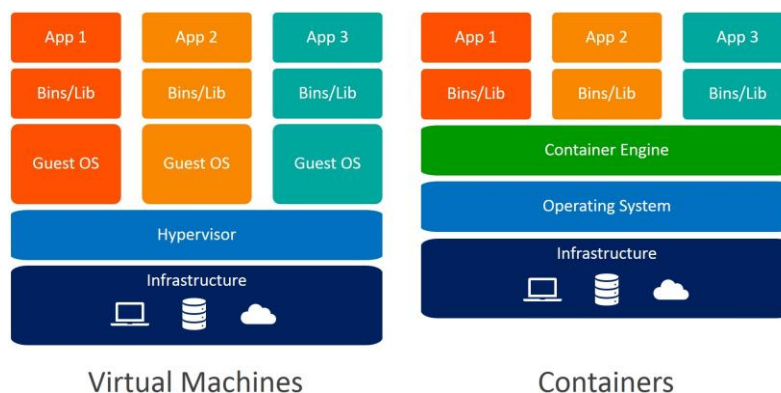 App 1
App 2
App 3
Bins/Lib
Bins/Lib
Bins/Lib
Guest OS
Guest OS
Guest OS
Hypervisor
Infrastructure
Virtual Machines
App 1
App 2
App 3
Bins/Lib
Bins/Lib
Bins/Lib
Container Engine
Operating System
Infrastructure
Containers